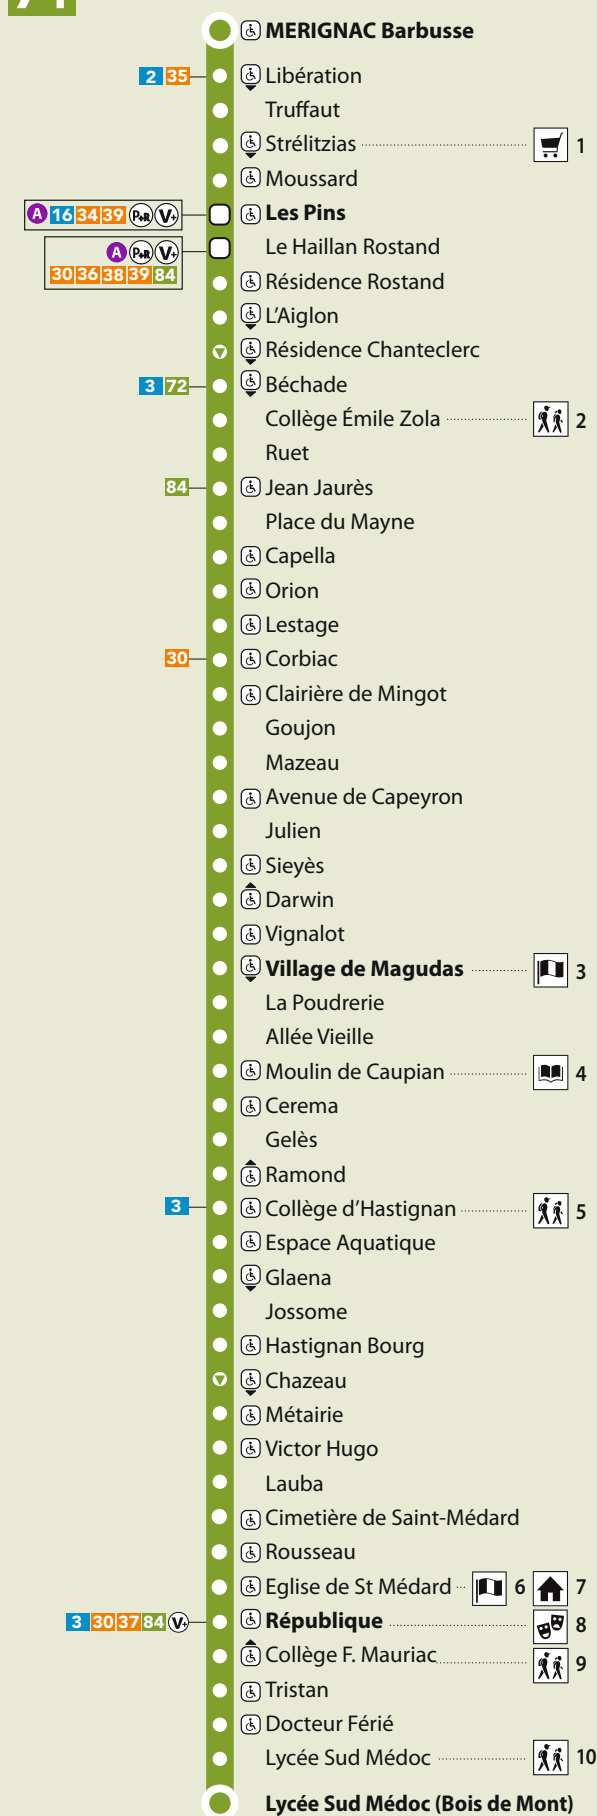 71
MERIGNAC Barbusse
2 35 Libération
Truffaut
Strélitzias 1
Moussard
A 16 34 39 P+R V+ Les Pins
A P+R V+ Le Haillan Rostand
30 36 38 39 84
Résidence Rostand
L'Aiglon
Résidence Chanteclerc
3 72 Béchade
Collège Émile Zola 2
Ruet
84 Jean Jaurès
Place du Mayne
Capella
Orion
Lestage
30 Corbiac
Clairière de Mingot
Goujon
Mazeau
Avenue de Capeyron
Julien
Sieyès
Darwin
Vignalot
Village de Magudas 3
La Poudrerie
Allée Vieille
Moulin de Caupian 4
Cerema
Gelès
Ramond
3 Collège d'Hastignan 5
Espace Aquatique
Glaena
Jossome
Hastignan Bourg
Chazeau
Métairie
Victor Hugo
Lauba
Cimetière de Saint-Médard
Rousseau
Eglise de St Médard 6 7
3 30 37 84 V+ République 8
Collège F. Mauriac 9
Tristan
Docteur Férié
Lycée Sud Médoc 10
Lycée Sud Médoc (Bois de Mont)